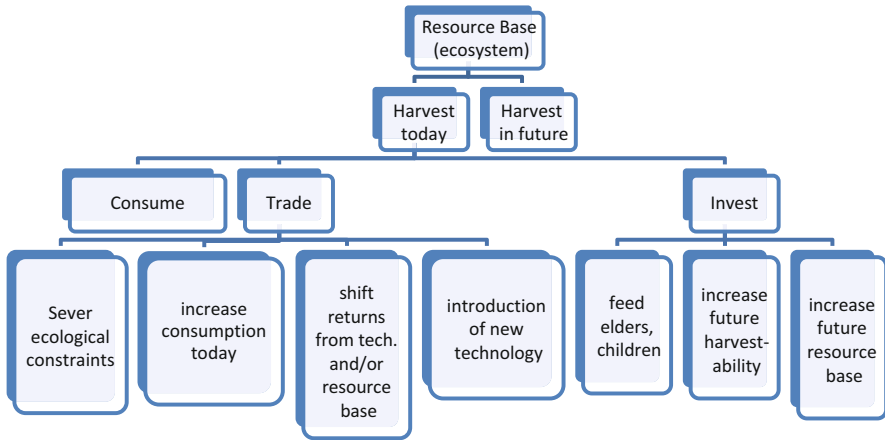 Resource Base
(ecosystem)
Harvest
today
Harvest
in future
Consume
Trade
Invest
Sever
ecological
constraints
increase
consumption
today
shift
returns
from tech.
and/or
resource
base
introduction
of new
technology
feed
elders,
children
increase
future
harvest-
ability
increase
future
resource
base